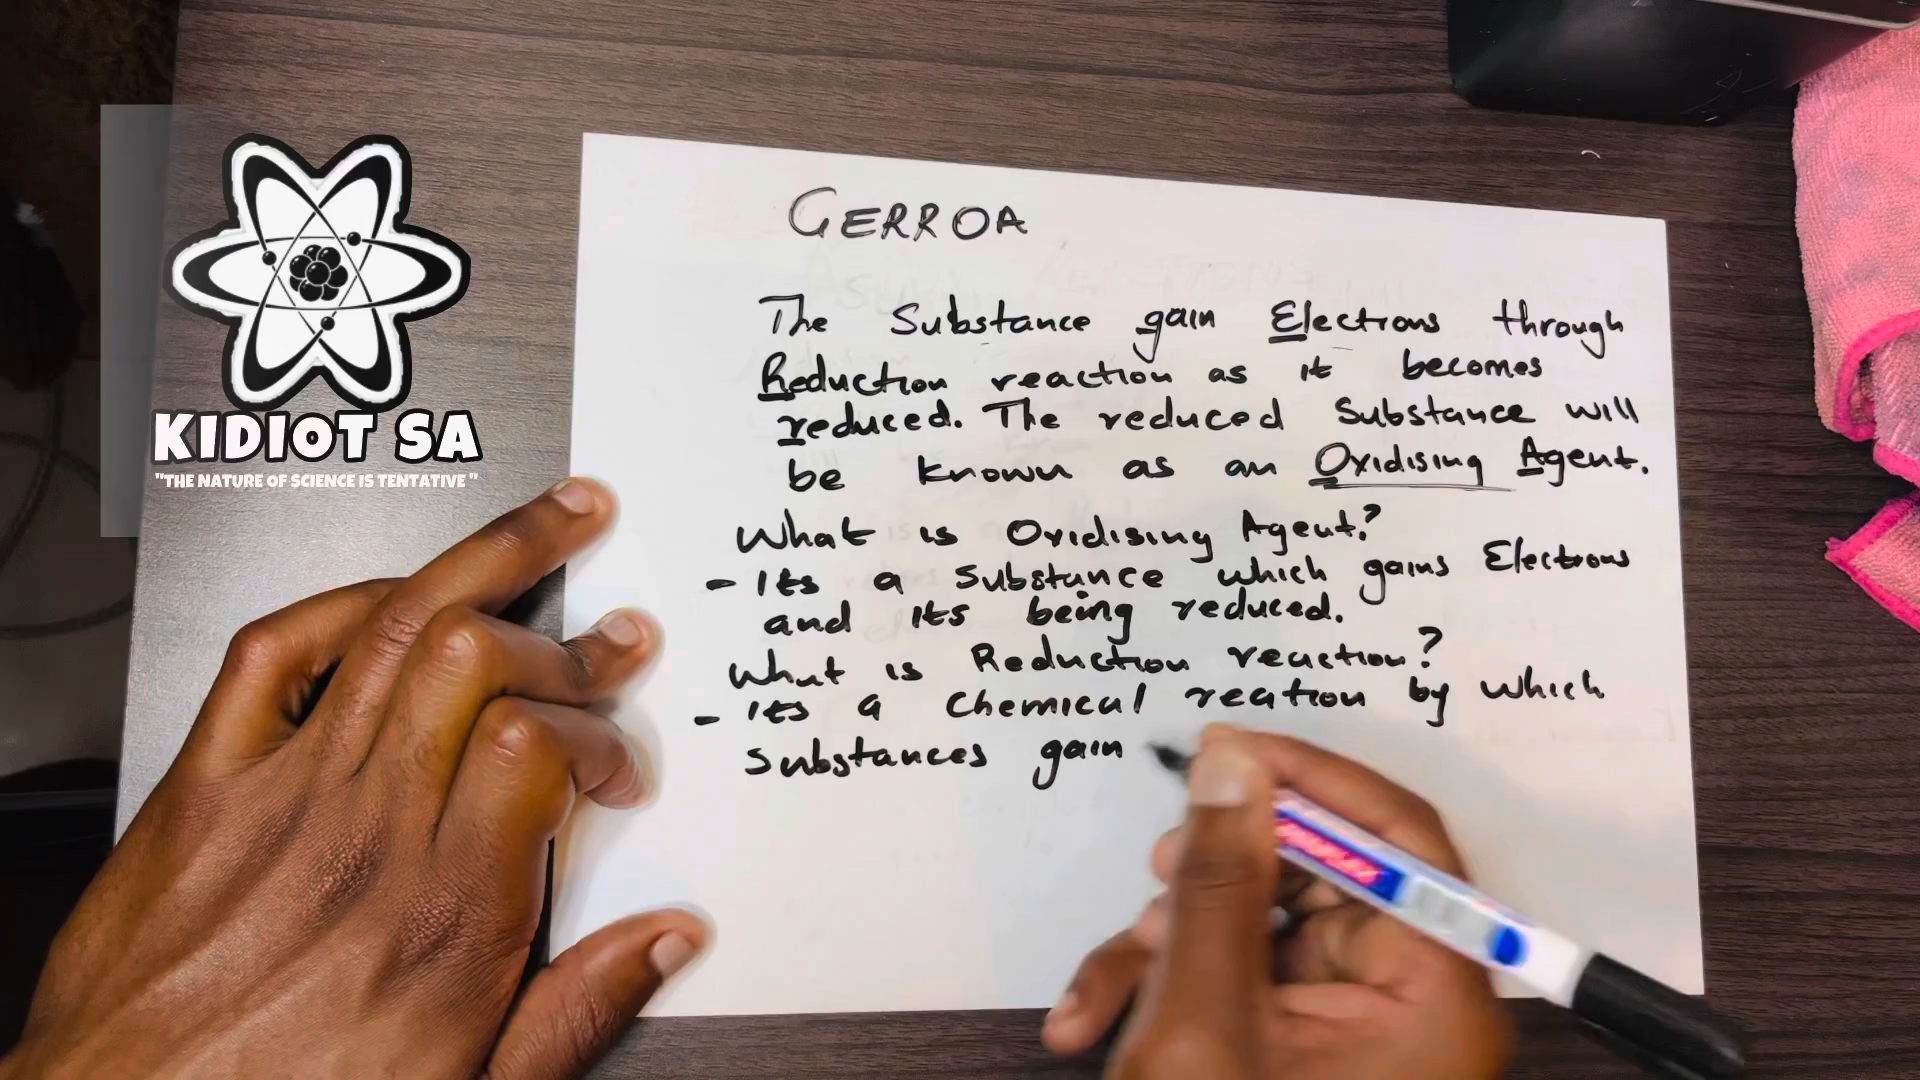 KIDIOT SA
"THE NATURE OF SCIENCE IS TENTATIVE "
GERROA
The Substance gain Electrons through
Reduction reaction as it becomes
reduced. The reduced Substance will
be known as an Oxidising Agent.
What is Oxidising Agent?
- Its a substance which gains Electrons
and its being reduced.
What is Reduction reaction?
- Its a Chemical reation by which
substances gain